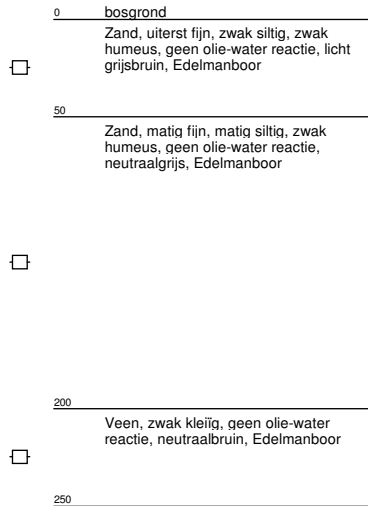 0 bosgrond
Zand, uiterst fijn, zwak siltig, zwak
humeus, geen olie-water reactie, licht
grijsbruin, Edelmanboor
50
Zand, matig fijn, matig siltig, zwak
humeus, geen olie-water reactie,
neutraalgrijs, Edelmanboor
200
Veen, zwak kleiïg, geen olie-water
reactie, neutraalbruin, Edelmanboor
250